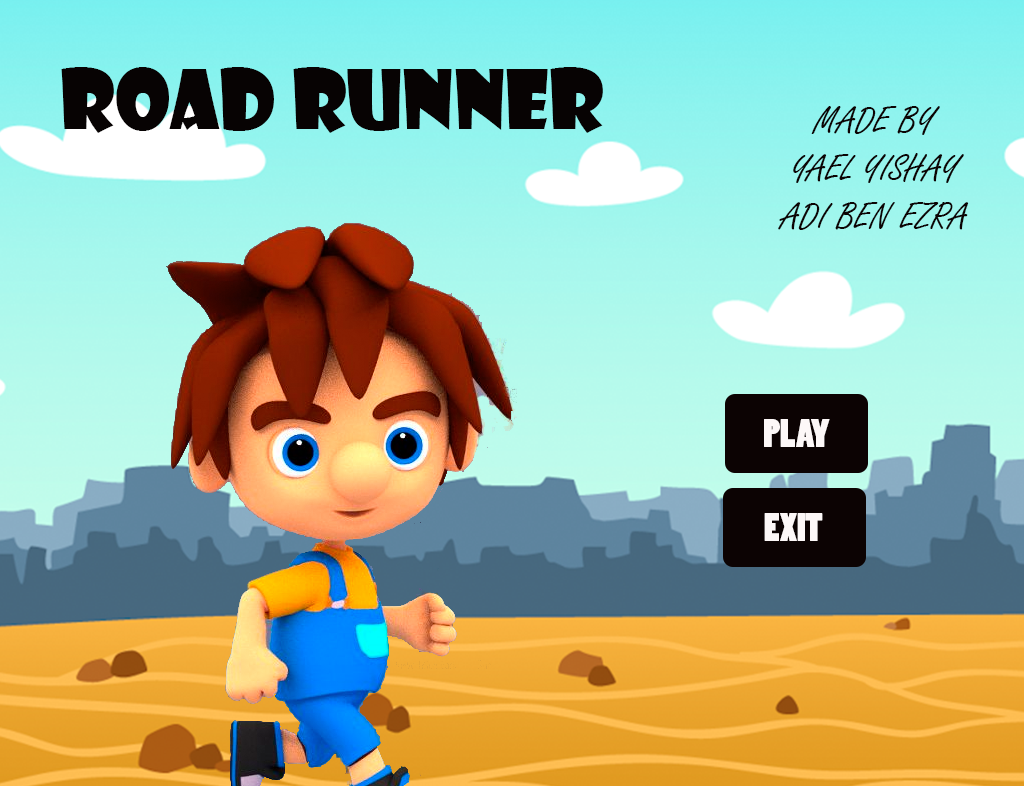 ROAD RUNNER
MADE BY
YAEL YISHAY
ADI BEN EZRA
PLAY
EXIT